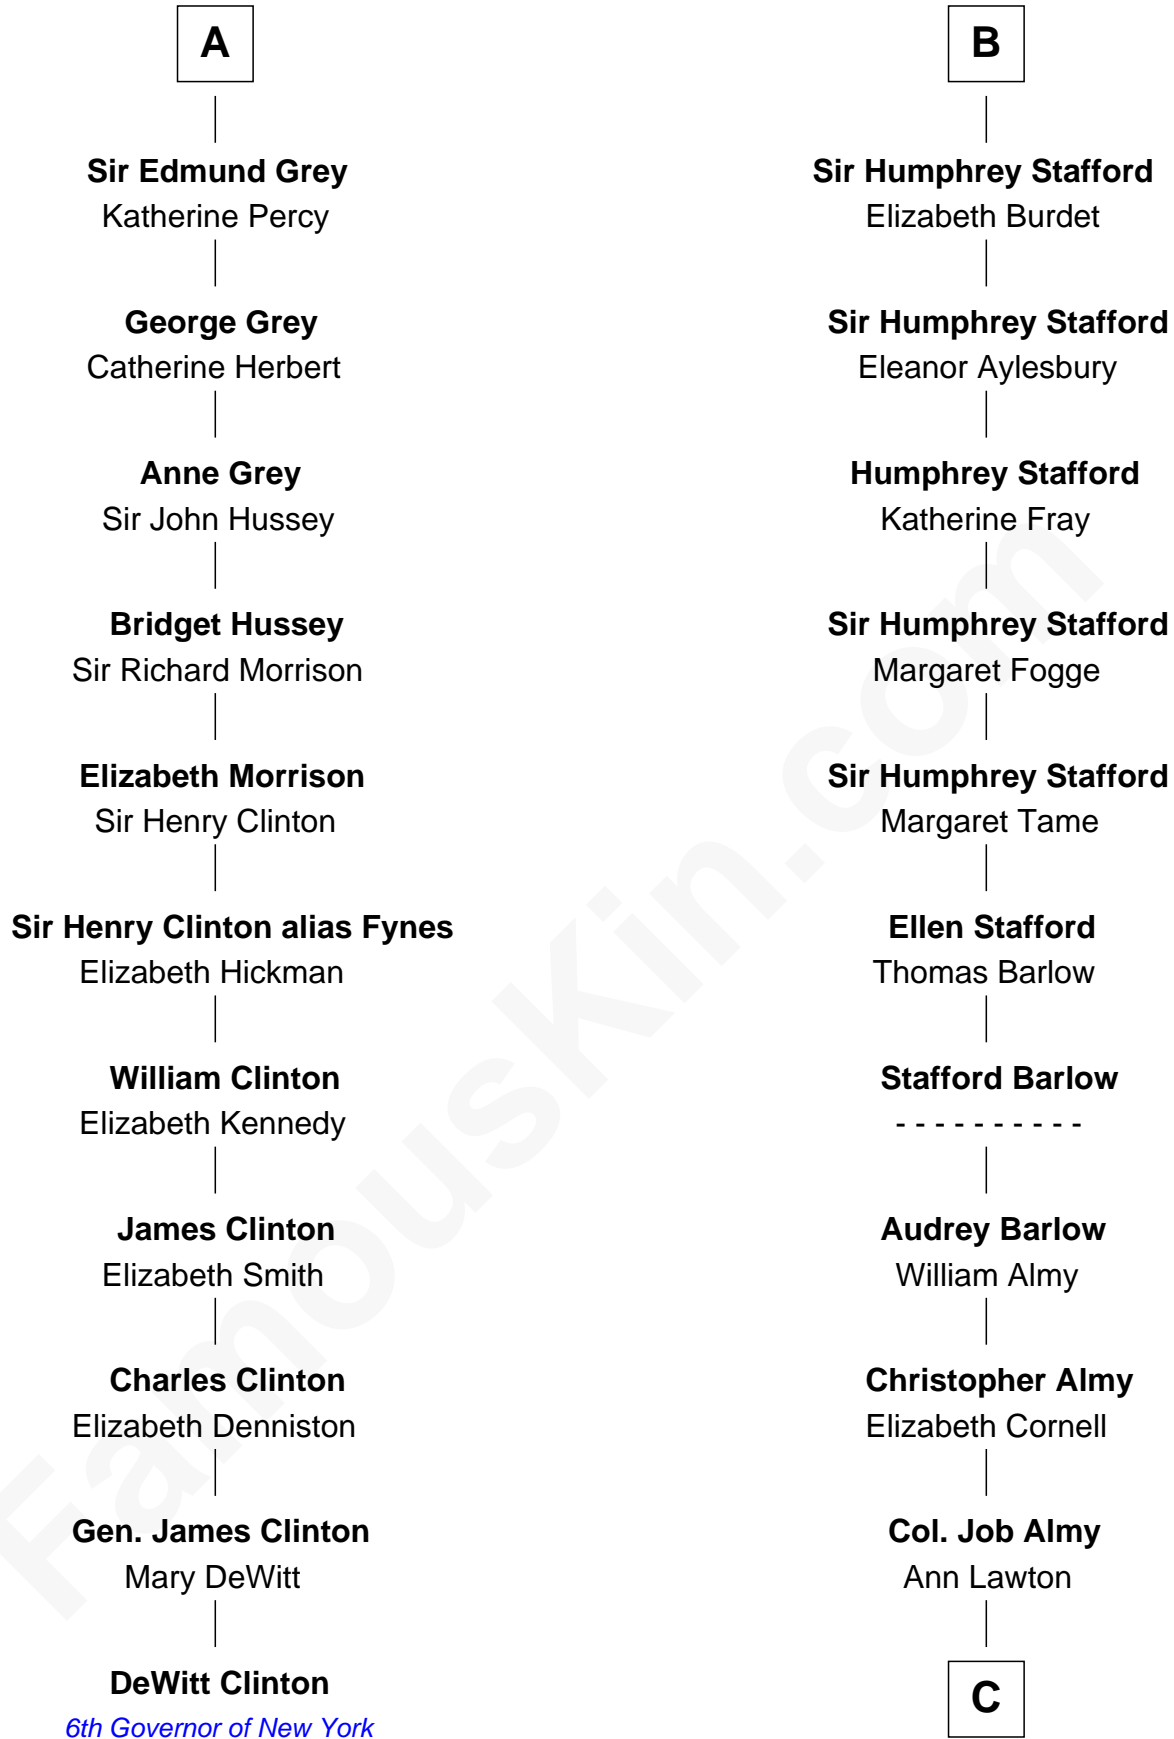 A
Sir Edmund Grey
Katherine Percy
George Grey
Catherine Herbert
Anne Grey
Sir John Hussey
Bridget Hussey
Sir Richard Morrison
Elizabeth Morrison
Sir Henry Clinton
Sir Henry Clinton alias Fynes
Elizabeth Hickman
William Clinton
Elizabeth Kennedy
James Clinton
Elizabeth Smith
Charles Clinton
Elizabeth Denniston
Gen. James Clinton
Mary DeWitt
DeWitt Clinton
6th Governor of New York
B
Sir Humphrey Stafford
Elizabeth Burdet
Sir Humphrey Stafford
Eleanor Aylesbury
Humphrey Stafford
Katherine Fray
Sir Humphrey Stafford
Margaret Fogge
Sir Humphrey Stafford
Margaret Tame
Ellen Stafford
Thomas Barlow
Stafford Barlow
- - - - - - - - - -
Audrey Barlow
William Almy
Christopher Almy
Elizabeth Cornell
Col. Job Almy
Ann Lawton
C
FamousKin.com